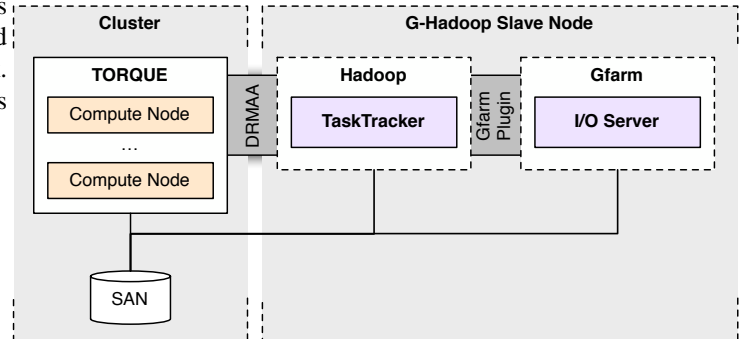 s
d
.
s
Cluster
G-Hadoop Slave Node
TORQUE
Compute Node
...
Compute Node
DRMAA
Hadoop
TaskTracker
Gfarm
Plugin
Gfarm
I/O Server
SAN